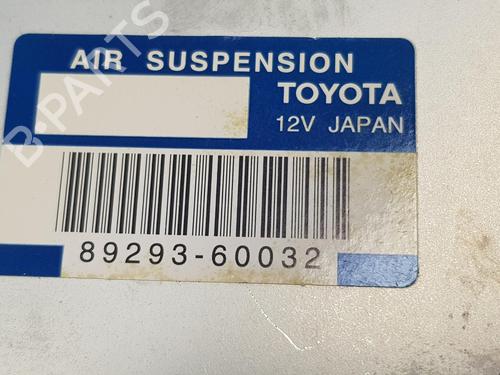 AIR SUSPENSION
TOYOTA
12V JAPAN
89293-60032
B PARTS